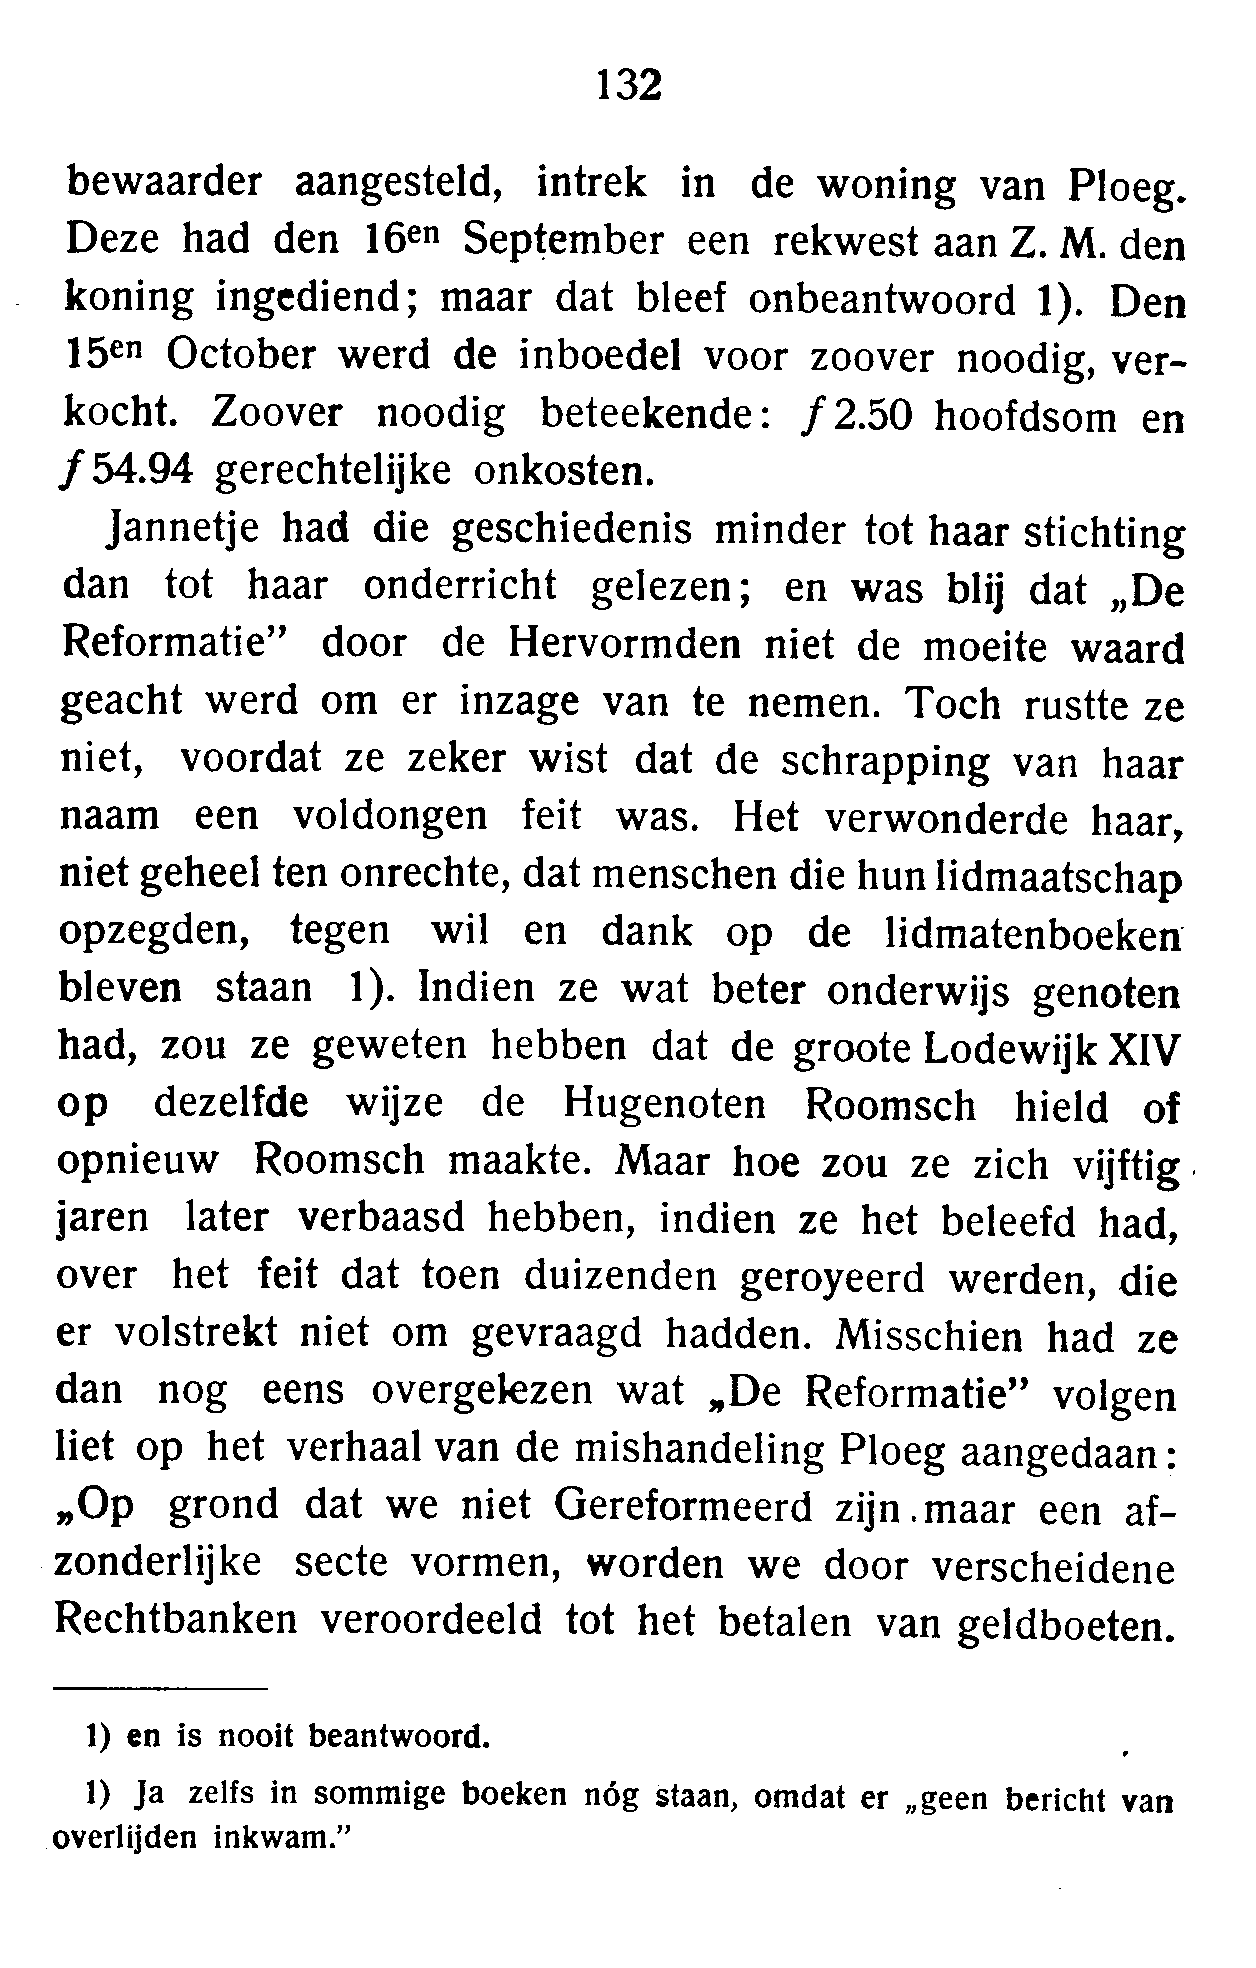 132
bewaarder aangesteld, intrek in de woning van Ploeg.
Deze had den 16en September een rekwest aan Z. M. den
koning ingediend; maar dat bleef onbeantwoord 1). Den
15en October werd de inboedel voor zoover noodig, ver-
kocht. Zoover noodig beteekende: ƒ 2.50 hoofdsom en
ƒ 54.94 gerechtelijke onkosten.
Jannetje had die geschiedenis minder tot haar stichting
dan tot haar onderricht gelezen; en was blij dat „De
Reformatie” door de Hervormden niet de moeite waard
geacht werd om er inzage van te nemen. Toch rustte ze
niet, voordat ze zeker wist dat de schrapping van haar
naam een voldongen feit was. Het verwonderde haar,
niet geheel ten onrechte, dat menschen die hun lidmaatschap
opzegden, tegen wil en dank op de lidmatenboeken
bleven staan 1). Indien ze wat beter onderwijs genoten
had, zou ze geweten hebben dat de groote Lodewijk XIV
op dezelfde wijze de Hugenoten Roomsch hield of
opnieuw Roomsch maakte. Maar hoe zou ze zich vijftig
jaren later verbaasd hebben, indien ze het beleefd had,
over het feit dat toen duizenden geroyeerd werden, die
er volstrekt niet om gevraagd hadden. Misschien had ze
dan nog eens overgelezen wat „De Reformatie” volgen
liet op het verhaal van de mishandeling Ploeg aangedaan:
„Op grond dat we niet Gereformeerd zijn . maar een af-
zonderlijke secte vormen, worden we door verscheidene
Rechtbanken veroordeeld tot het betalen van geldboeten.
1) en is nooit beantwoord.
1) Ja zelfs in sommige boeken nóg staan, omdat er „geen bericht van
overlijden inkwam.”